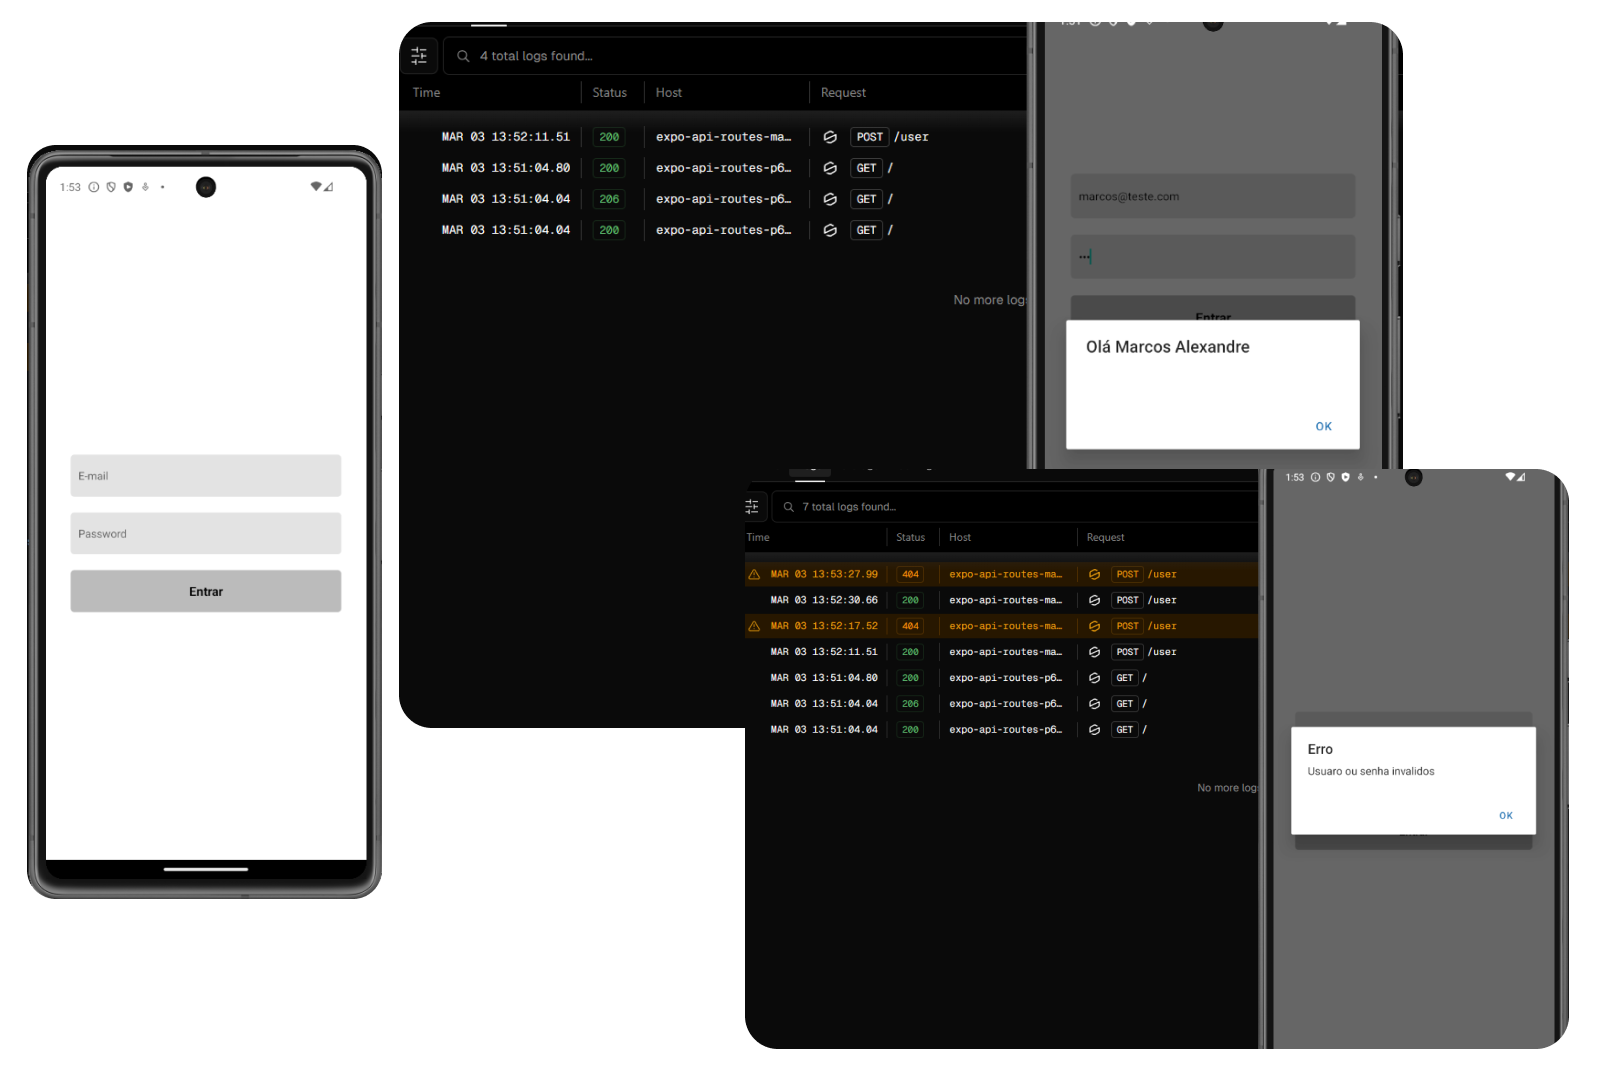 1:53
E-mail
Password
Entrar
4 total logs found...
Time Status Host Request
MAR 03 13:52:11.51 200 expo-api-routes-ma… POST /user
MAR 03 13:51:04.80 200 expo-api-routes-p6… GET /
MAR 03 13:51:04.04 206 expo-api-routes-p6… GET /
MAR 03 13:51:04.04 200 expo-api-routes-p6… GET /
No more logs
marcos@teste.com
Entrar
Olá Marcos Alexandre
OK
7 total logs found...
Time Status Host Request
MAR 03 13:53:27.99 404 expo-api-routes-ma… POST /user
MAR 03 13:52:30.66 200 expo-api-routes-ma… POST /user
MAR 03 13:52:17.52 404 expo-api-routes-ma… POST /user
MAR 03 13:52:11.51 200 expo-api-routes-ma… POST /user
MAR 03 13:51:04.80 200 expo-api-routes-p6… GET /
MAR 03 13:51:04.04 206 expo-api-routes-p6… GET /
MAR 03 13:51:04.04 200 expo-api-routes-p6… GET /
No more log
1:53
Erro
Usuaro ou senha invalidos
OK